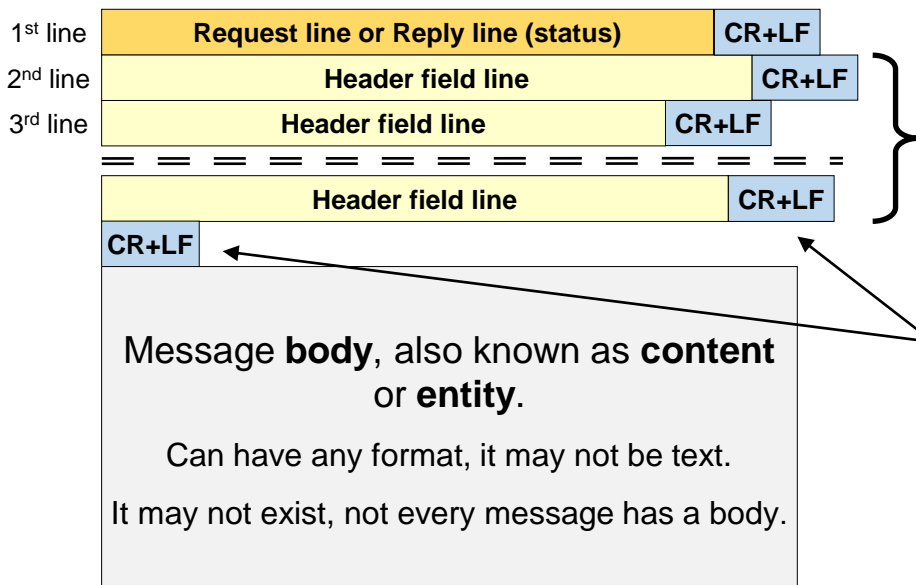 1st line Request line or Reply line (status) CR+LF
2nd line Header field line CR+LF
3rd line Header field line CR+LF
Header field line CR+LF
CR+LF
Message body, also known as content
or entity.
Can have any format, it may not be text.
It may not exist, not every message has a body.